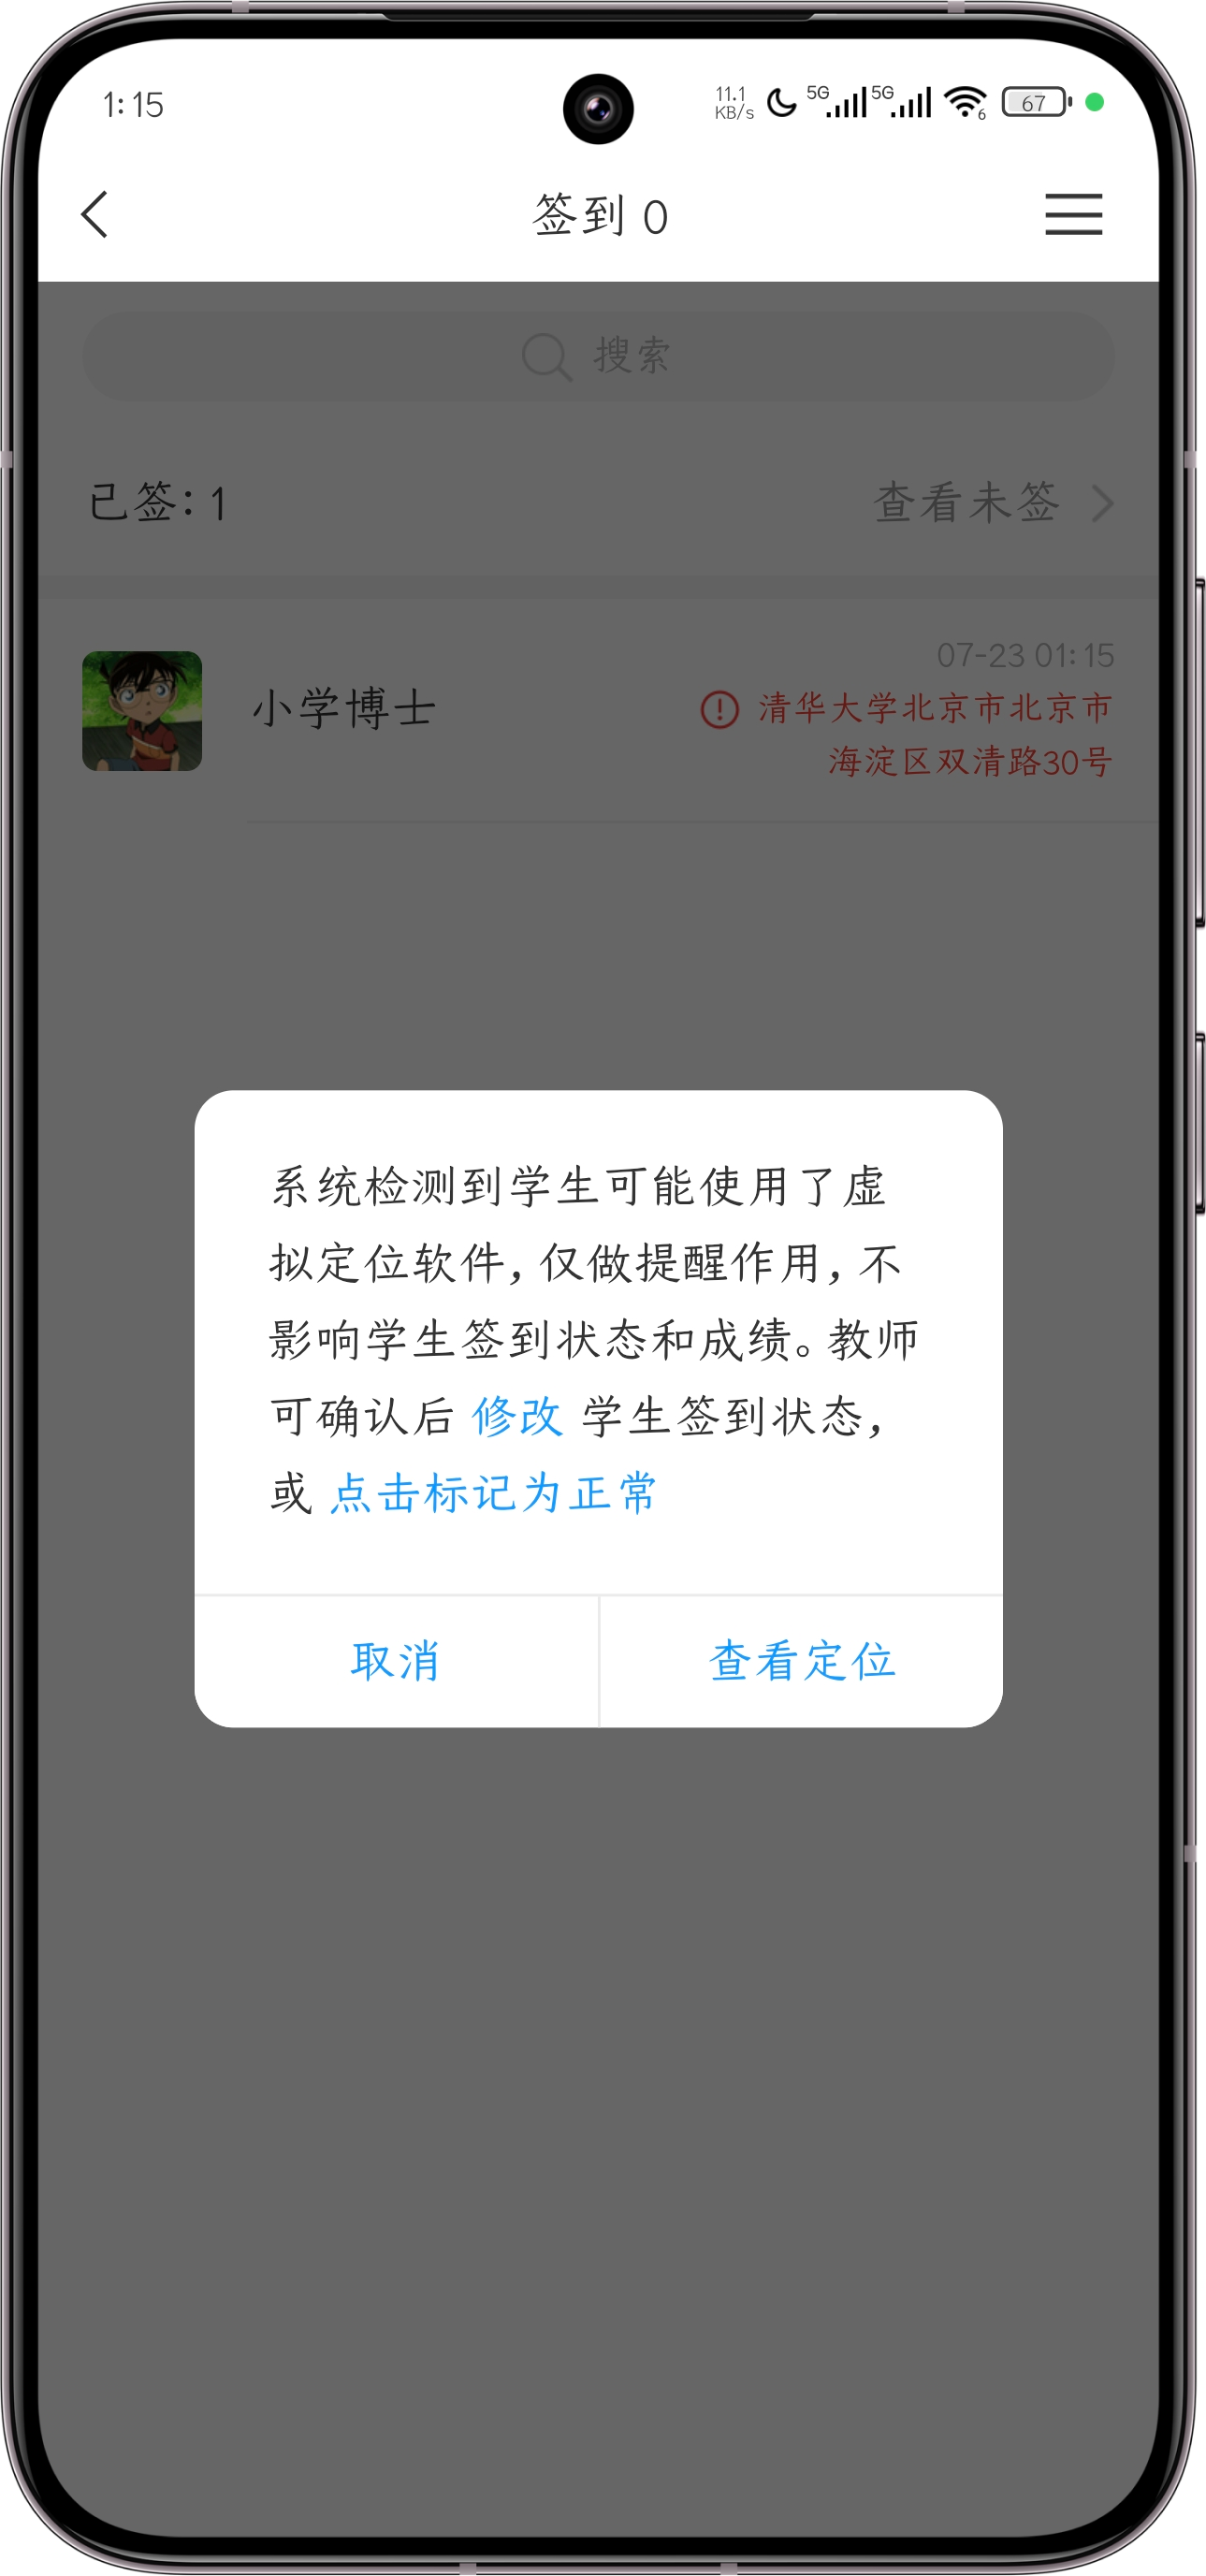 1:15
11.1
KB/s
5G
5G
6
67
签到 0
搜索
已签: 1
查看未签
07-23 01:15
小学博士
清华大学北京市北京市
海淀区双清路30号
系统检测到学生可能使用了虚
拟定位软件, 仅做提醒作用, 不
影响学生签到状态和成绩。教师
可确认后 修改 学生签到状态,
或 点击标记为正常
取消
查看定位